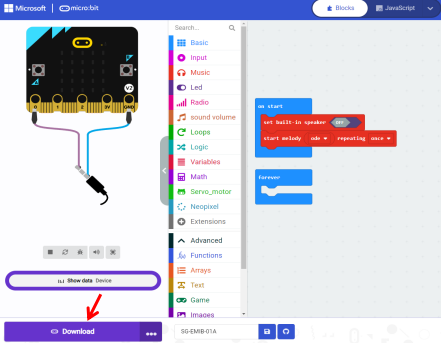 Microsoft
micro:bit
Blocks
JavaScript
Search...
Basic
Input
Music
Led
Radio
sound volume
Loops
Logic
Variables
Math
Servo_motor
Neopixel
Extensions
Advanced
Functions
Arrays
Text
Game
Images
V2
0 1 2 3V GND
on start
set built-in speaker OFF
start melody ode repeating once
forever
Show data Device
Download
SG-EMIB-01A